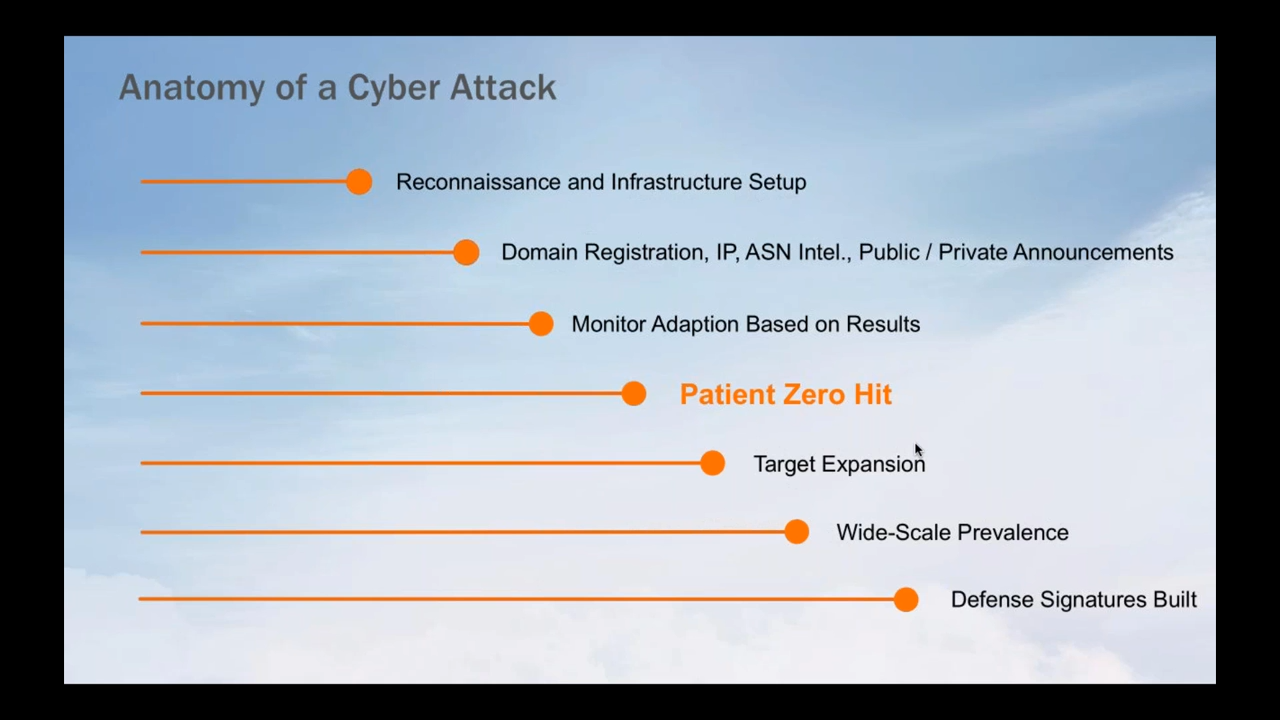 Anatomy of a Cyber Attack
Reconnaissance and Infrastructure Setup
Domain Registration, IP, ASN Intel., Public / Private Announcements
Monitor Adaption Based on Results
Patient Zero Hit
Target Expansion
Wide-Scale Prevalence
Defense Signatures Built